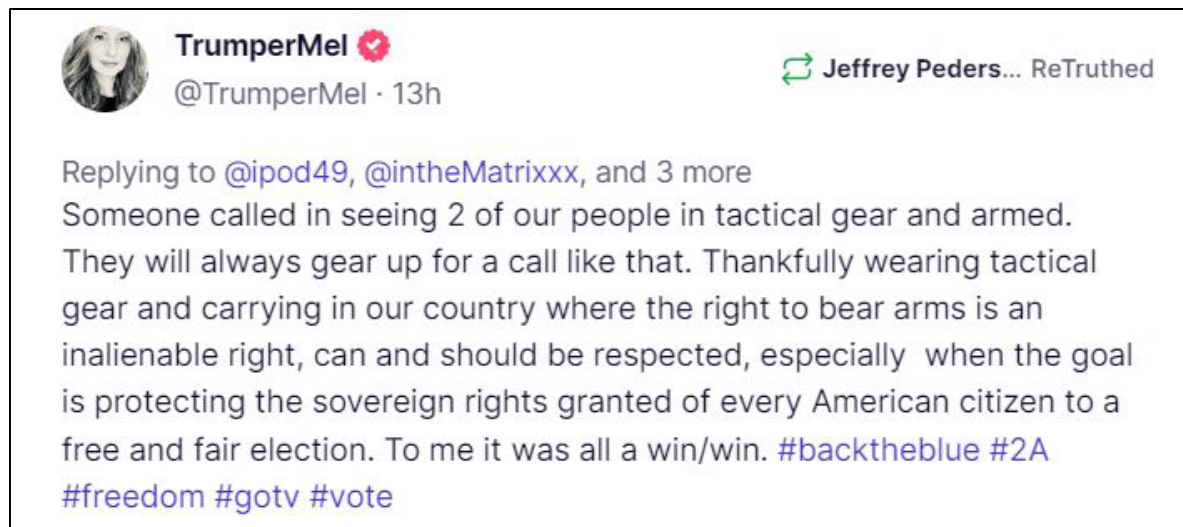 TrumperMel
Jeffrey Peders... ReTruthed
@TrumperMel · 13h
Replying to @ipod49, @intheMatrixxx, and 3 more
Someone called in seeing 2 of our people in tactical gear and armed.
They will always gear up for a call like that. Thankfully wearing tactical
gear and carrying in our country where the right to bear arms is an
inalienable right, can and should be respected, especially  when the goal
is protecting the sovereign rights granted of every American citizen to a
free and fair election. To me it was all a win/win. #backtheblue #2A
#freedom #gotv #vote